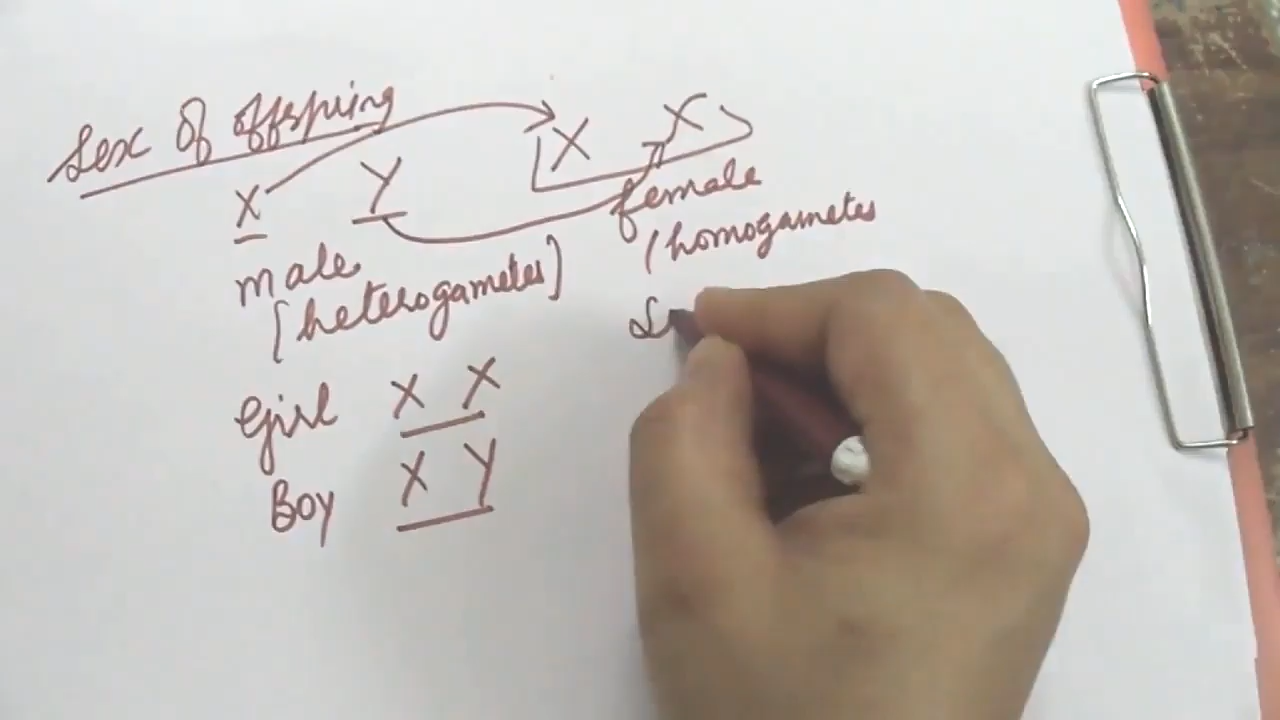 Sex of offspring
X Y X X
male female
[heterogametes] (homogametes
Girl X X
Boy X Y